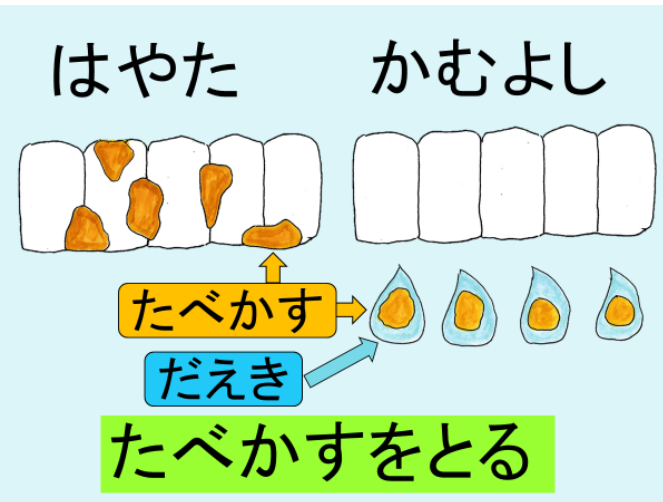 はやた
かむよし
たべかす
だえき
たべかすをとる